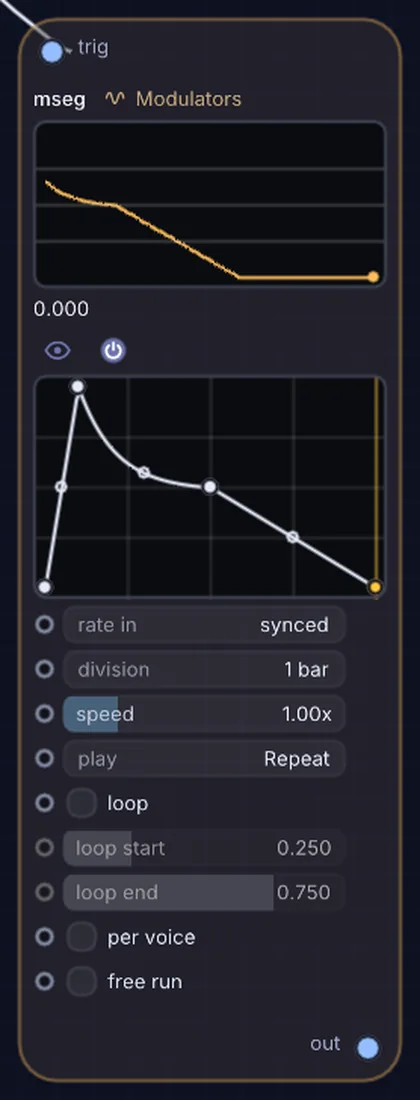 trig
mseg Modulators
0.000
rate in synced
division 1 bar
speed 1.00x
play Repeat
loop
loop start 0.250
loop end 0.750
per voice
free run
out